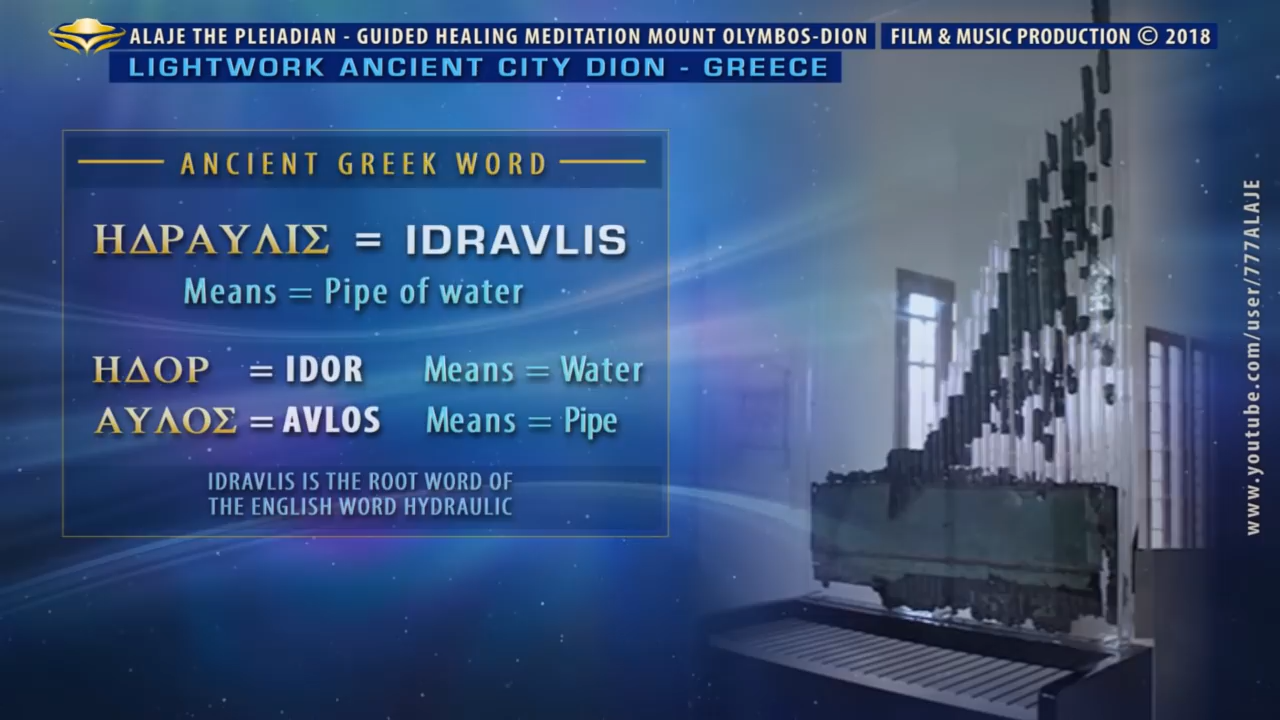 ALAJE THE PLEIADIAN - GUIDED HEALING MEDITATION MOUNT OLYMBOS-DION FILM & MUSIC PRODUCTION © 2018
LIGHTWORK ANCIENT CITY DION - GREECE
ANCIENT GREEK WORD
ΗΔΡΑΥΛΙΣ = IDRAVLIS
Means = Pipe of water
ΗΔΟΡ = IDOR Means = Water
ΑΥΛΟΣ = AVLOS Means = Pipe
IDRAVLIS IS THE ROOT WORD OF
THE ENGLISH WORD HYDRAULIC
www.youtube.com/user/777ALAJE